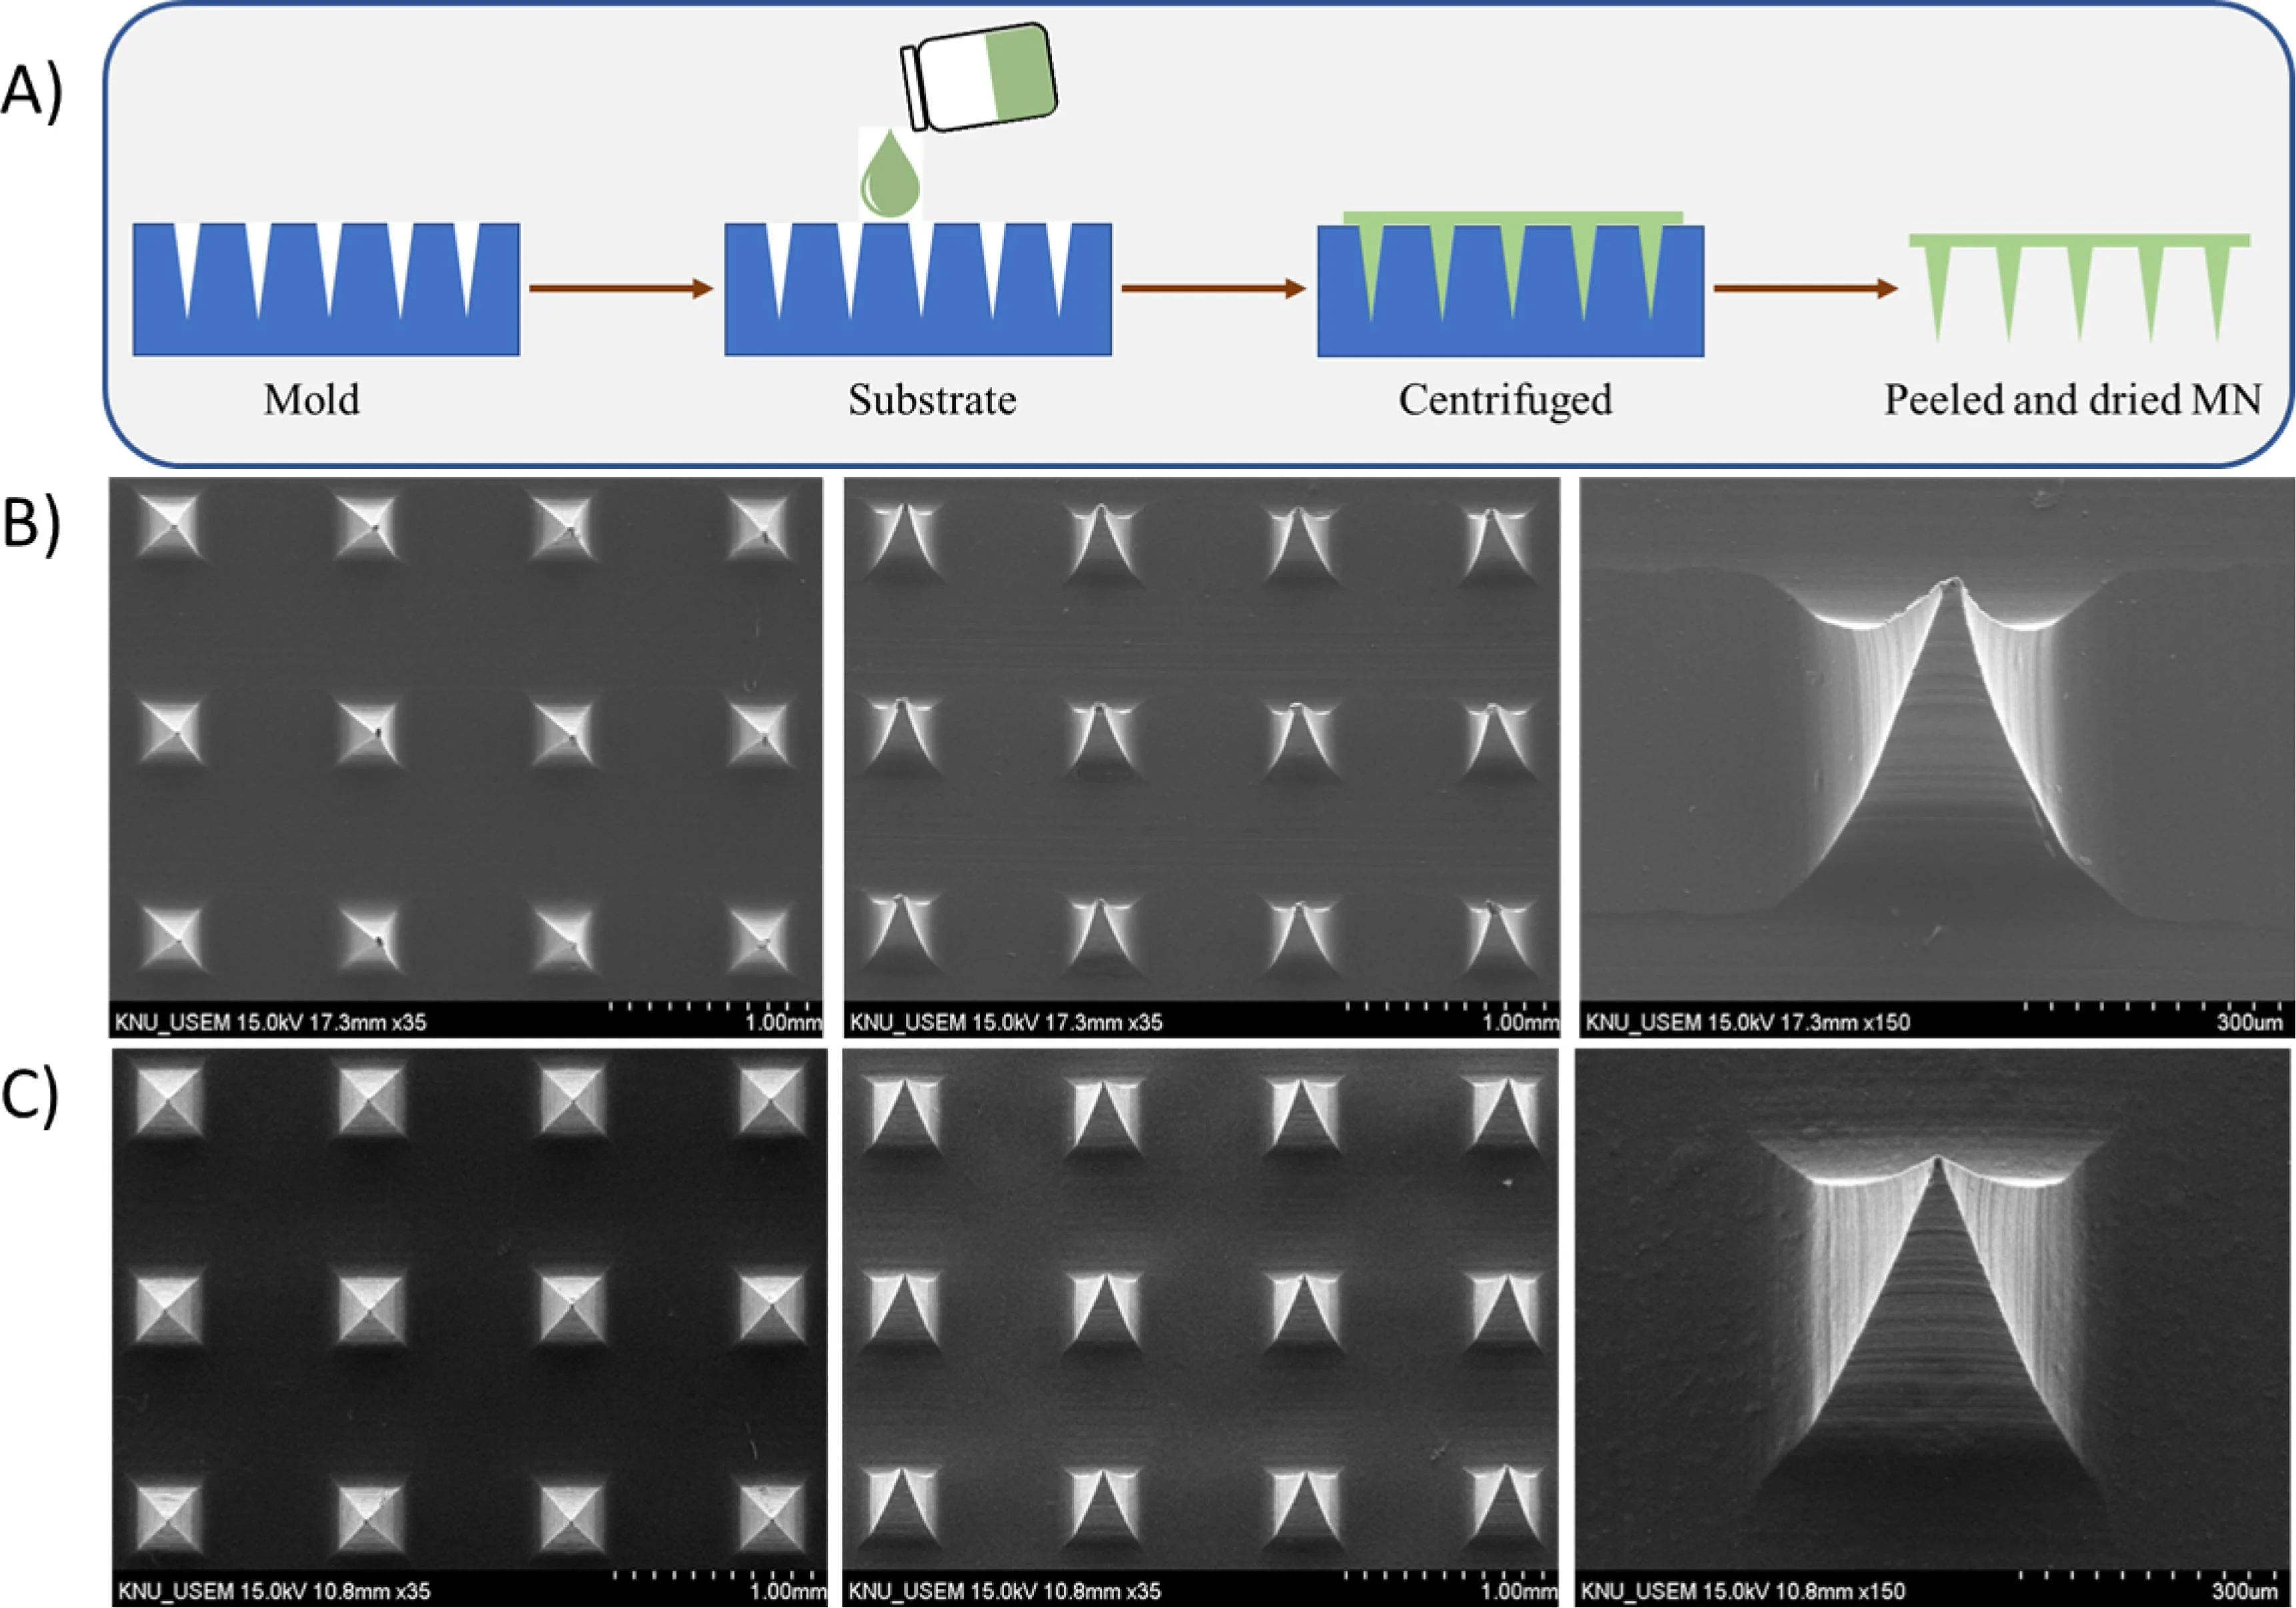 A)
Mold
Substrate
Centrifuged
Peeled and dried MN
B)
KNU_USEM 15.0kV 17.3mm x35 1.00mm
KNU_USEM 15.0kV 17.3mm x35 1.00mm
KNU_USEM 15.0kV 17.3mm x150 300um
C)
KNU_USEM 15.0kV 10.8mm x35 1.00mm
KNU_USEM 15.0kV 10.8mm x35 1.00mm
KNU_USEM 15.0kV 10.8mm x150 300um